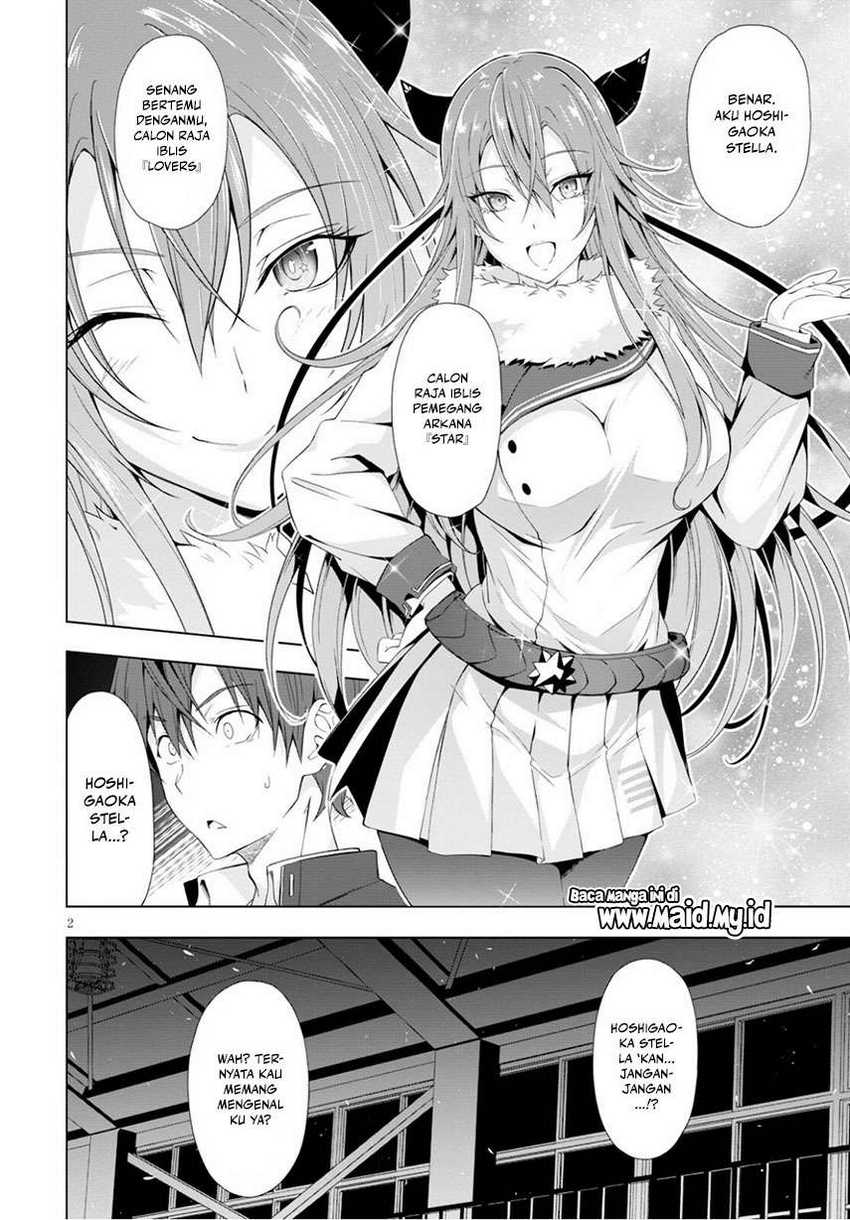 BENAR.
AKU HOSHI-
GAOKA
STELLA.
CALON
RAJA IBLIS
PEMEGANG
ARKANA
『STAR』
SENANG
BERTEMU
DENGANMU,
CALON RAJA
IBLIS
『LOVERS』
HOSHI-
GAOKA
STEL-
LA...?
Baca Manga ini di
www.Maid.My.id
2
HOSHIGAO-
KA STEL-
LA 'KAN...
JANGAN-
JANGAN
...!?
WAH? TER-
NYATA KAU
MEMANG
MENGENAL
KU YA?